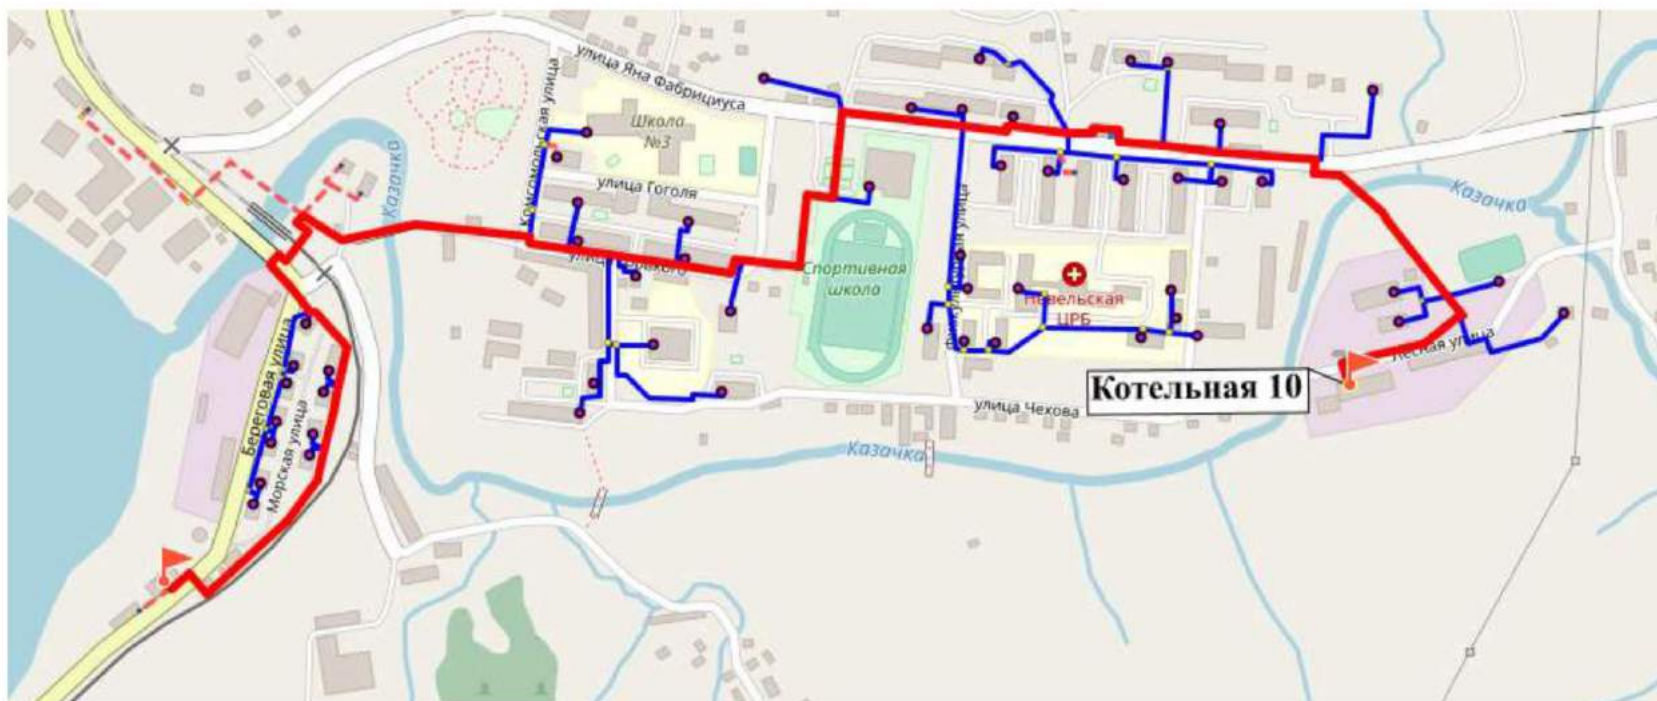 улица Яна Фабрициуса
Комсомольская улица
Школа
№3
улица Гоголя
Казачка
Казачка
Спортивная
школа
Невельская
ЦРБ
Береговая улица
Морская улица
Лесная улица
Котельная 10
улица Чехова
Казачка